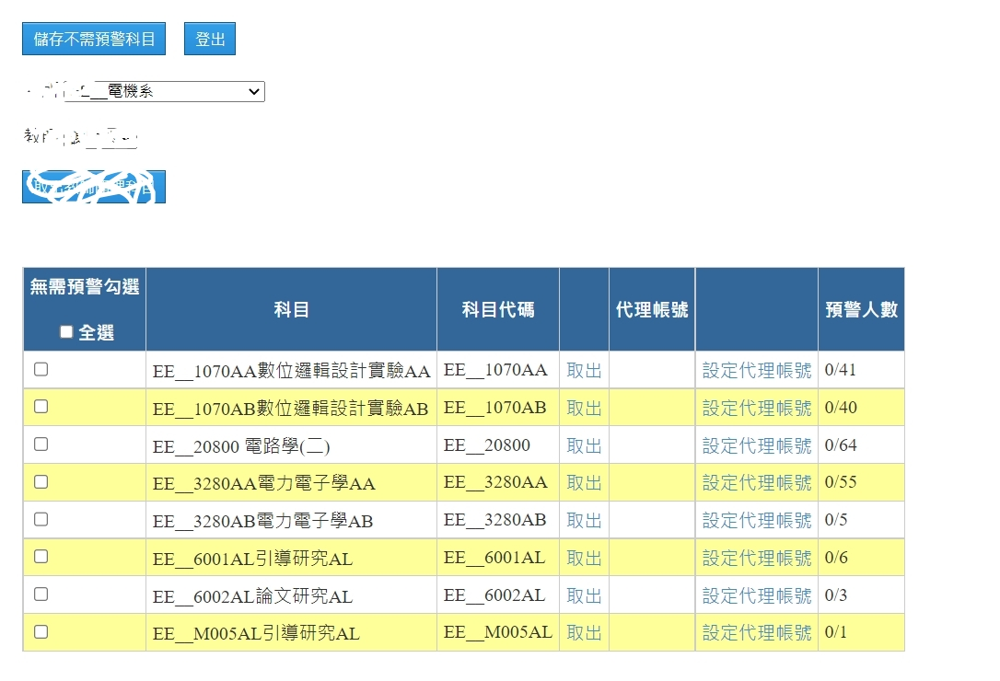 儲存不需預警科目 登出
電機系
無需預警勾選 全選 科目 科目代碼 代理帳號 預警人數
EE__1070AA數位邏輯設計實驗AA EE__1070AA 取出 設定代理帳號 0/41
EE__1070AB數位邏輯設計實驗AB EE__1070AB 取出 設定代理帳號 0/40
EE__20800 電路學(二) EE__20800 取出 設定代理帳號 0/64
EE__3280AA電力電子學AA EE__3280AA 取出 設定代理帳號 0/55
EE__3280AB電力電子學AB EE__3280AB 取出 設定代理帳號 0/5
EE__6001AL引導研究AL EE__6001AL 取出 設定代理帳號 0/6
EE__6002AL論文研究AL EE__6002AL 取出 設定代理帳號 0/3
EE__M005AL引導研究AL EE__M005AL 取出 設定代理帳號 0/1